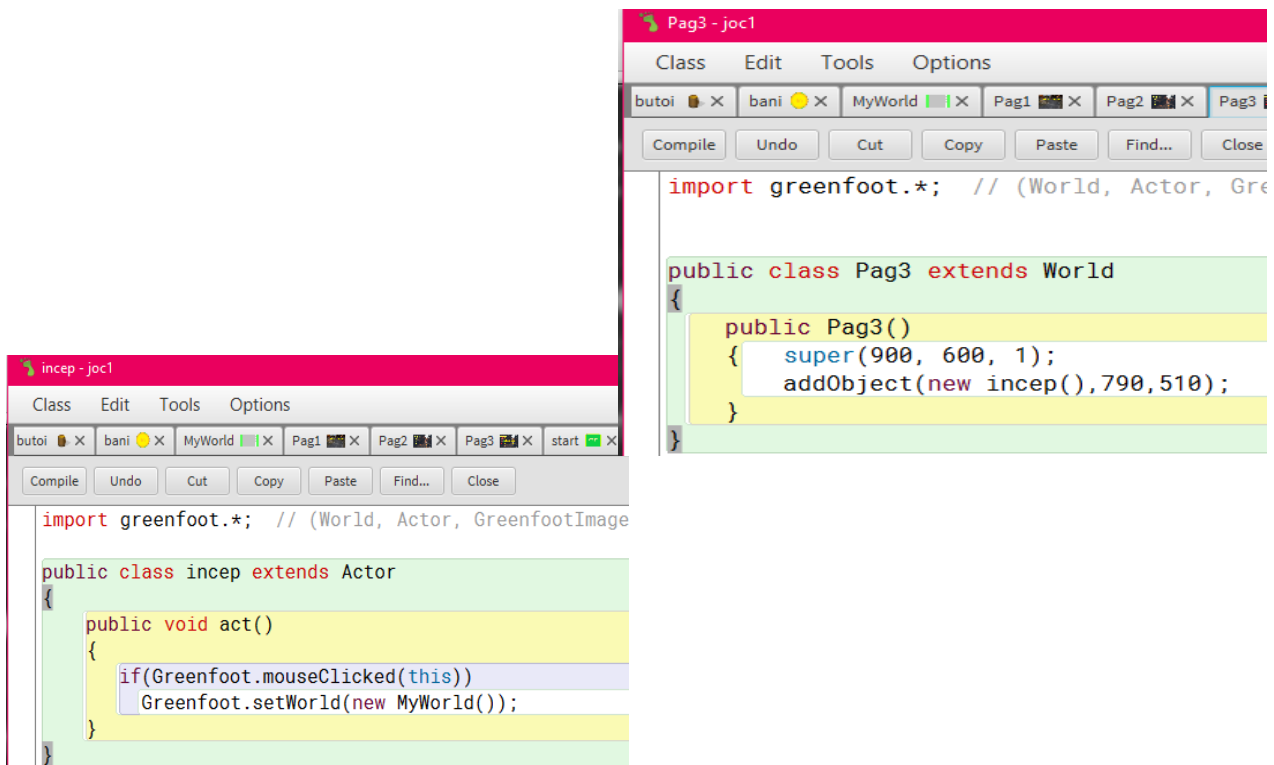 Pag3 - joc1
Class Edit Tools Options
butoi bani MyWorld Pag1 Pag2 Pag3
Compile Undo Cut Copy Paste Find... Close
import greenfoot.*;  // (World, Actor, Gre
public class Pag3 extends World
{
public Pag3()
{ super(900, 600, 1);
addObject(new incep(),790,510);
}
}
incep - joc1
Class Edit Tools Options
butoi bani MyWorld Pag1 Pag2 Pag3 start
Compile Undo Cut Copy Paste Find... Close
import greenfoot.*;  // (World, Actor, GreenfootImage
public class incep extends Actor
{
public void act()
{
if(Greenfoot.mouseClicked(this))
Greenfoot.setWorld(new MyWorld());
}
}